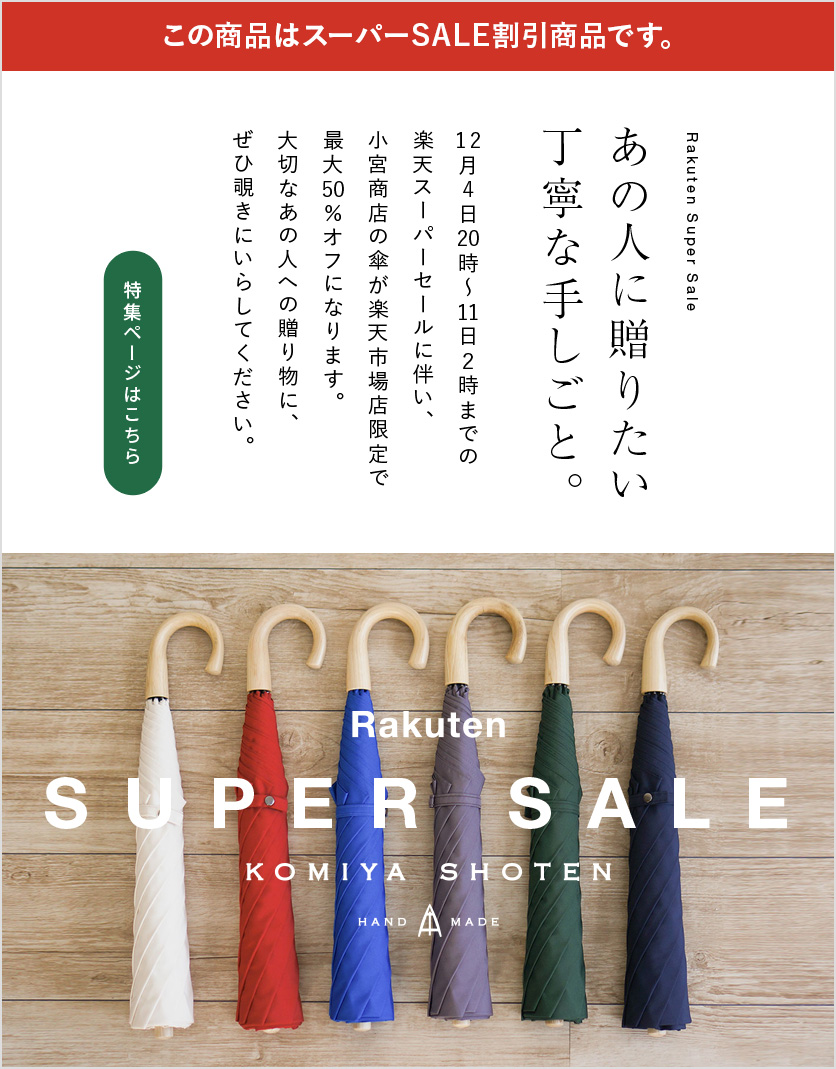 この商品はスーパーSALE割引商品です。
Rakuten Super Sale
あの人に贈りたい
丁寧な手しごと。
12月4日20時〜11日2時までの
楽天スーパーセールに伴い、
小宮商店の傘が楽天市場店限定で
最大50％オフになります。
大切なあの人への贈り物に、
ぜひ覗きにいらしてください。
特集ページはこちら
Rakuten
SUPER SALE
KOMIYA SHOTEN
HAND MADE